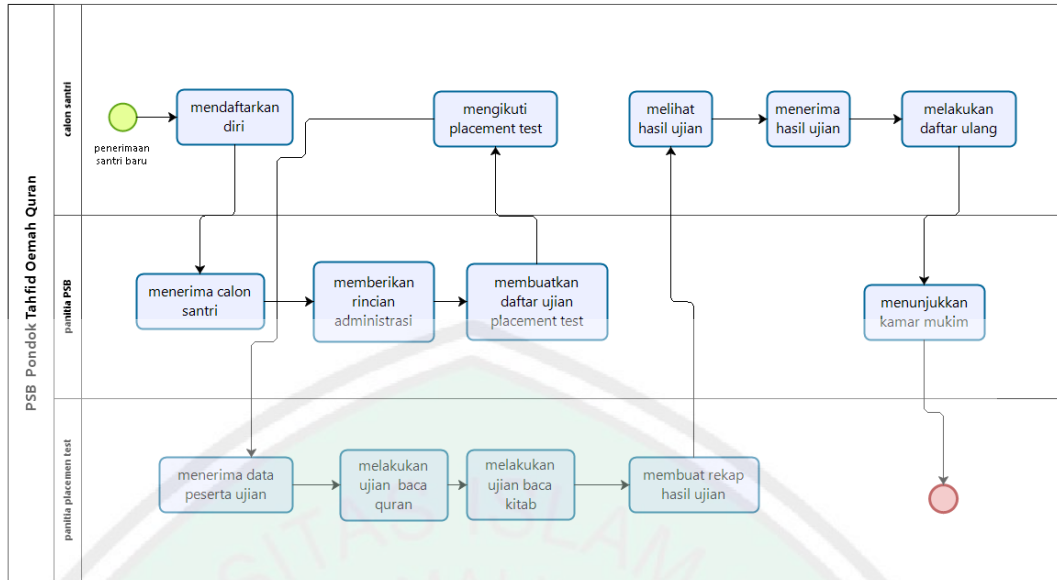 PSB Pondok Tahfid Oemah Quran
calon santri
penerimaan
santri baru
mendaftarkan
diri
mengikuti
placement test
melihat
hasil ujian
menerima
hasil ujian
melakukan
daftar ulang
panitia PSB
menerima calon
santri
memberikan
rincian
administrasi
membuatkan
daftar ujian
placement test
menunjukkan
kamar mukim
panitia placemen test
menerima data
peserta ujian
melakukan
ujian baca
quran
melakukan
ujian baca
kitab
membuat rekap
hasil ujian
SITAS ISLAM